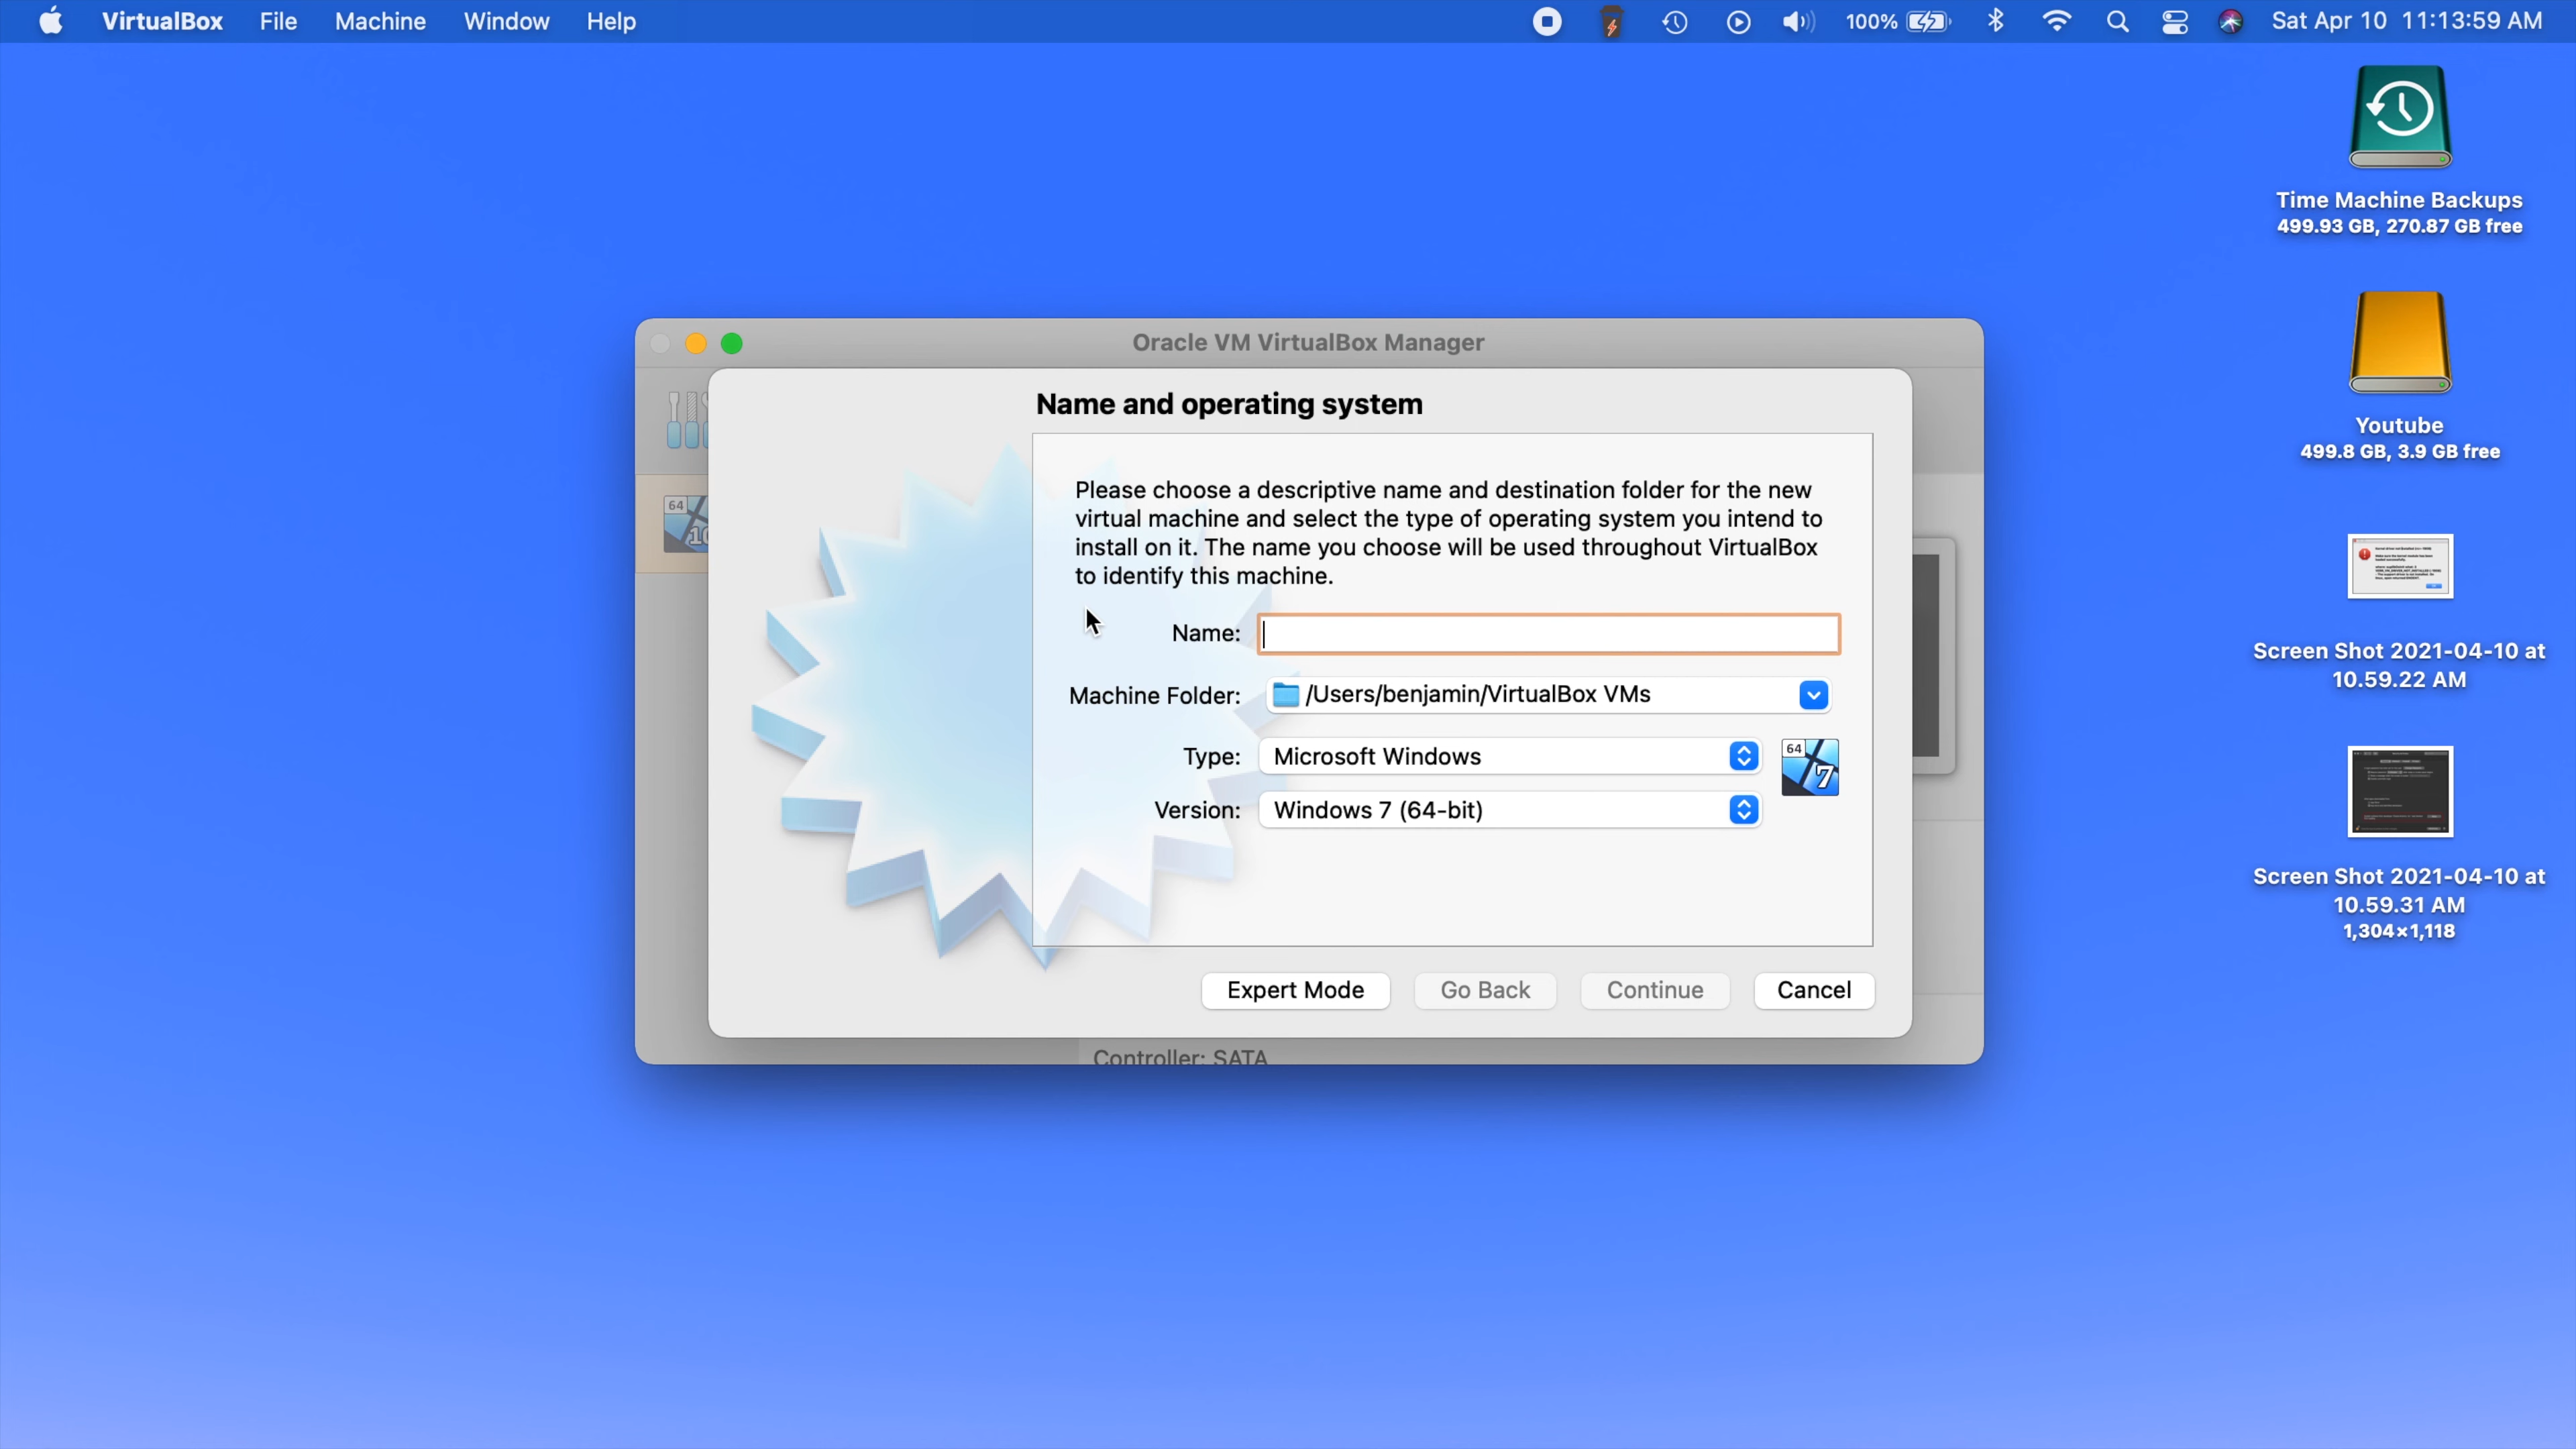 VirtualBox File Machine Window Help 100% Sat Apr 10 11:13:59 AM
Time Machine Backups
499.93 GB, 270.87 GB free
Youtube
499.8 GB, 3.9 GB free
Screen Shot 2021-04-10 at
10.59.22 AM
Screen Shot 2021-04-10 at
10.59.31 AM
1,304×1,118
Oracle VM VirtualBox Manager
64
10
Name and operating system
Please choose a descriptive name and destination folder for the new
virtual machine and select the type of operating system you intend to
install on it. The name you choose will be used throughout VirtualBox
to identify this machine.
Name:
Machine Folder: /Users/benjamin/VirtualBox VMs
Type: Microsoft Windows
64
7
Version: Windows 7 (64-bit)
Expert Mode Go Back Continue Cancel
Controller: SATA